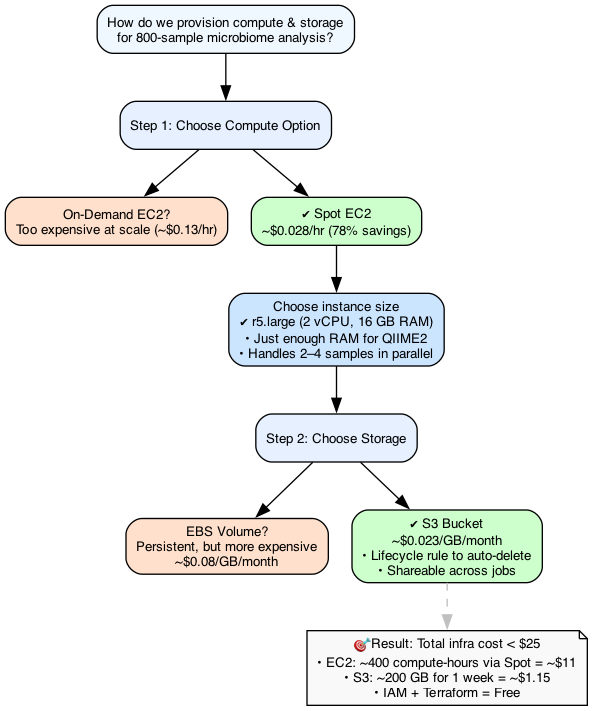 How do we provision compute & storage
for 800-sample microbiome analysis?
Step 1: Choose Compute Option
On-Demand EC2?
Too expensive at scale (~$0.13/hr)
✔ Spot EC2
~$0.028/hr (78% savings)
Choose instance size
✔ r5.large (2 vCPU, 16 GB RAM)
• Just enough RAM for QIIME2
• Handles 2–4 samples in parallel
Step 2: Choose Storage
EBS Volume?
Persistent, but more expensive
~$0.08/GB/month
✔ S3 Bucket
~$0.023/GB/month
• Lifecycle rule to auto-delete
• Shareable across jobs
🎯Result: Total infra cost < $25
• EC2: ~400 compute-hours via Spot = ~$11
• S3: ~200 GB for 1 week = ~$1.15
• IAM + Terraform = Free